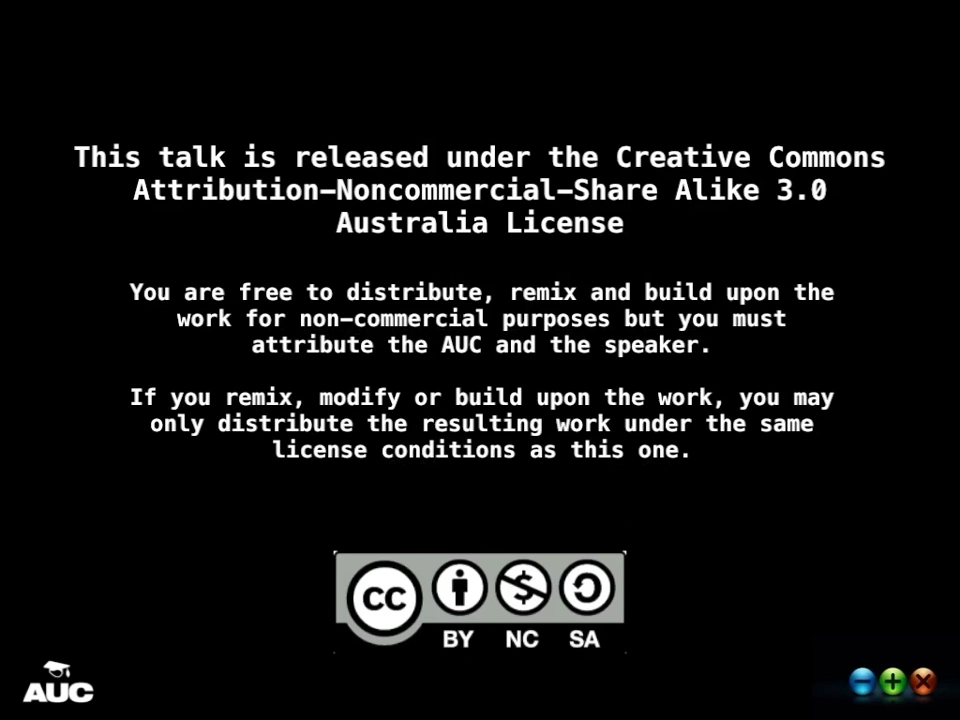 This talk is released under the Creative Commons
Attribution-Noncommercial-Share Alike 3.0
Australia License
You are free to distribute, remix and build upon the
work for non-commercial purposes but you must
attribute the AUC and the speaker.
If you remix, modify or build upon the work, you may
only distribute the resulting work under the same
license conditions as this one.
CC
BY NC SA
AUC